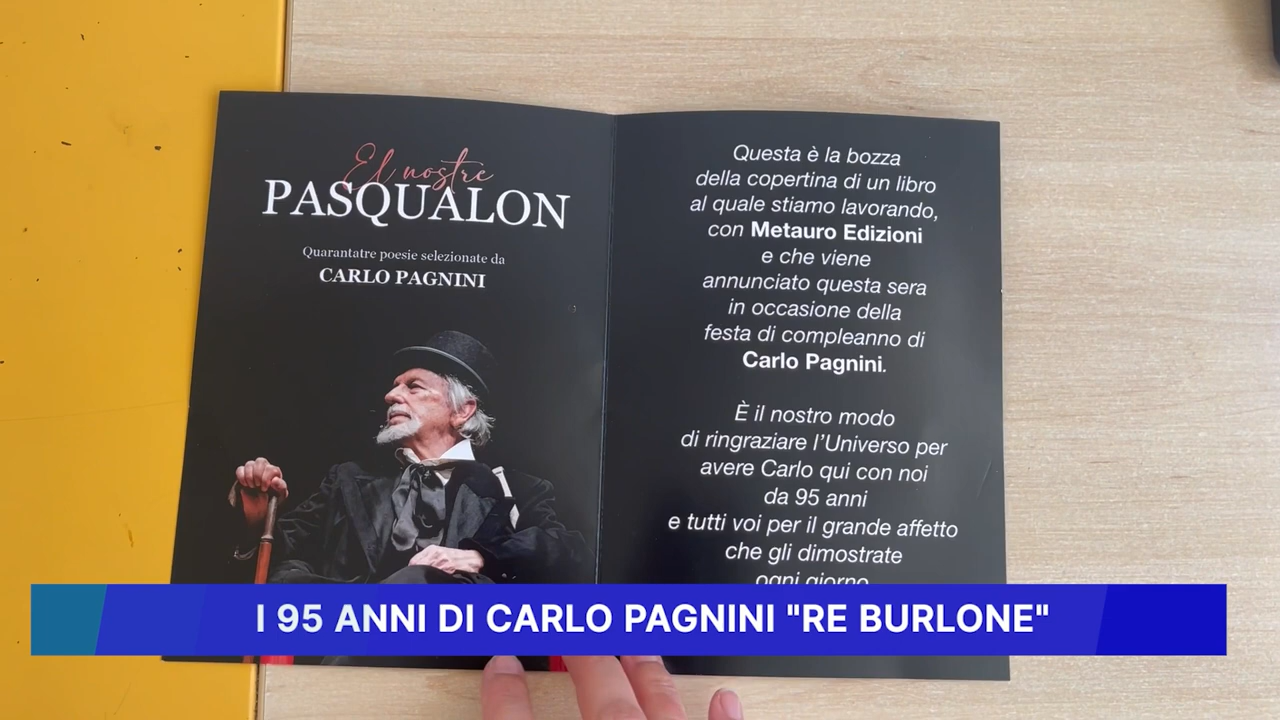 El nostre
PASQUALON
Quarantatre poesie selezionate da
CARLO PAGNINI
Questa è la bozza
della copertina di un libro
al quale stiamo lavorando,
con Metauro Edizioni
e che viene
annunciato questa sera
in occasione della
festa di compleanno di
Carlo Pagnini.
È il nostro modo
di ringraziare l'Universo per
avere Carlo qui con noi
da 95 anni
e tutti voi per il grande affetto
che gli dimostrate
ogni giorno
I 95 ANNI DI CARLO PAGNINI "RE BURLONE"